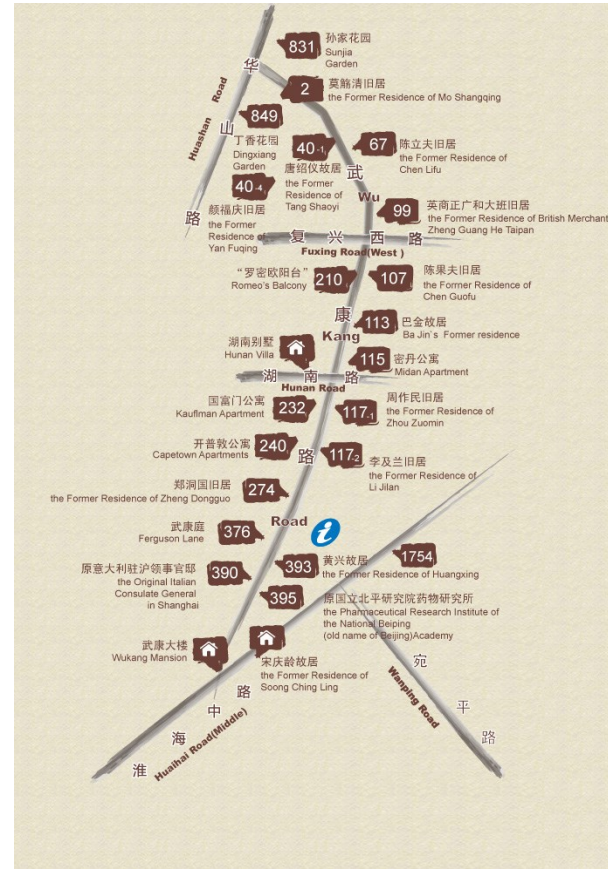 831
孙家花园
Sunjia
Garden
华
山
路
Huashan Road
2
莫觞清旧居
the Former Residence of Mo Shangqing
849
丁香花园
Dingxiang
Garden
40-1
唐绍仪故居
the Former
Residence of
Tang Shaoyi
武
Wu
67
陈立夫旧居
the Former Residence of
Chen Lifu
40-4
颜福庆旧居
the Former
Residence of
Yan Fuqing
99
英商正广和大班旧居
the Former Residence of British Merchant
Zheng Guang He Taipan
复兴西路
Fuxing Road(West )
“罗密欧阳台”
Romeo's Balcony
210
107
陈果夫旧居
the Former Residence of
Chen Guofu
康
Kang
113
巴金故居
Ba Jin`s Former residence
湖南别墅
Hunan Villa
115
密丹公寓
Midan Apartment
湖南路
Hunan Road
国富门公寓
Kauflman Apartment
232
117-1
周作民旧居
the Former Residence of
Zhou Zuomin
开普敦公寓
Capetown Apartments
240
路
117-2
李及兰旧居
the Former Residence of
Li Jilan
郑洞国旧居
the Former Residence of Zheng Dongguo
274
Road
i
武康庭
Ferguson Lane
376
原意大利驻沪领事官邸
the Original Italian
Consulate General
in Shanghai
390
393
黄兴故居
the Former Residence of Huangxing
1754
395
原国立北平研究院药物研究所
the Pharmaceutical Research Institute of
the National Beiping
(old name of Beijing)Academy
武康大楼
Wukang Mansion
宋庆龄故居
the Former Residence of
Soong Ching Ling
淮海中路
Huaihai Road(Middle)
宛平路
Wanping Road